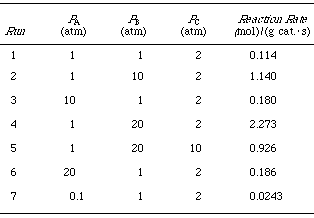 Run P_A (atm) P_B (atm) P_C (atm) Reaction Rate (mol)/(g cat.·s)
1 1 1 2 0.114
2 1 10 2 1.140
3 10 1 2 0.180
4 1 20 2 2.273
5 1 20 10 0.926
6 20 1 2 0.186
7 0.1 1 2 0.0243